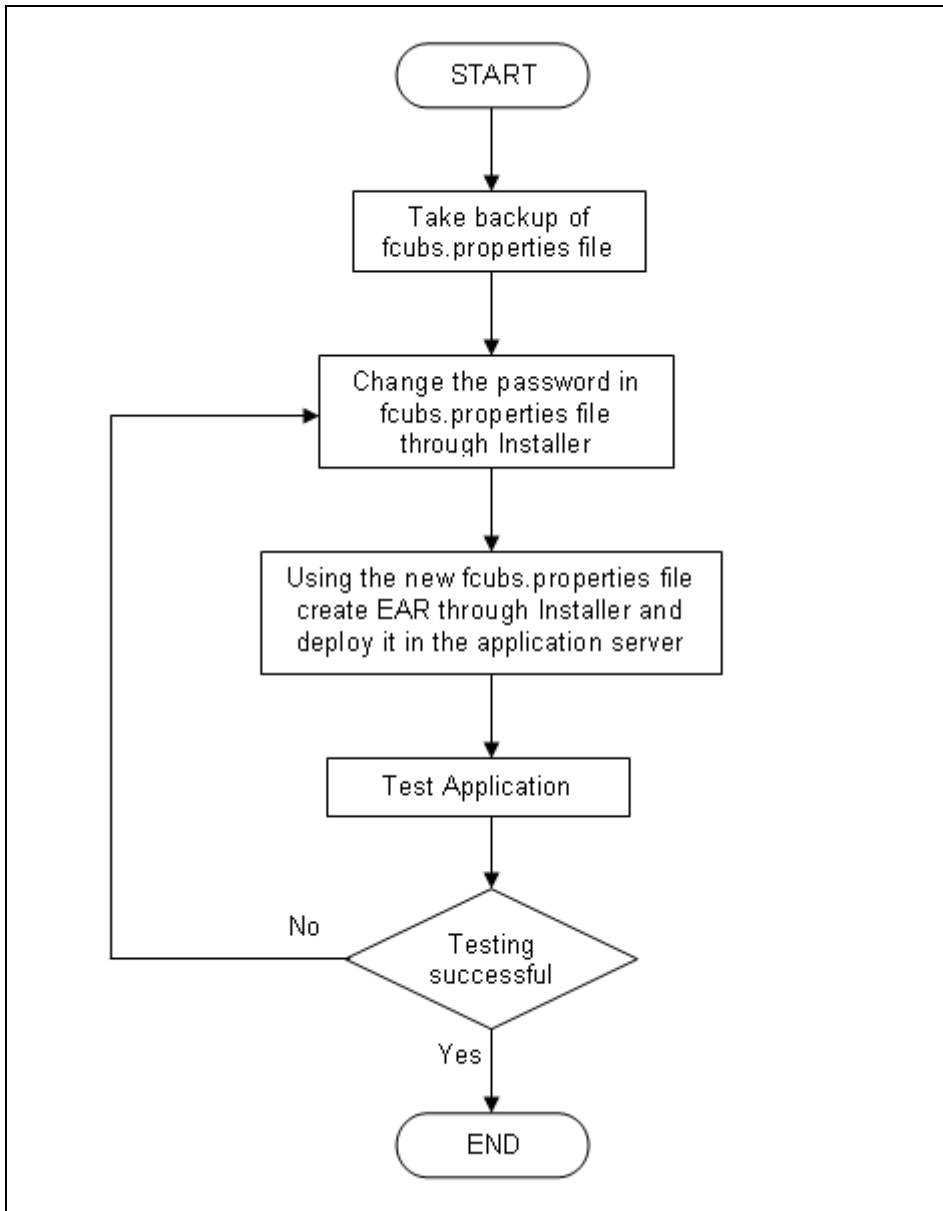 START
Take backup of
fcubs.properties file
Change the password in
fcubs.properties file
through Installer
Using the new fcubs.properties file
create EAR through Installer and
deploy it in the application server
Test Application
No
Testing
successful
Yes
END